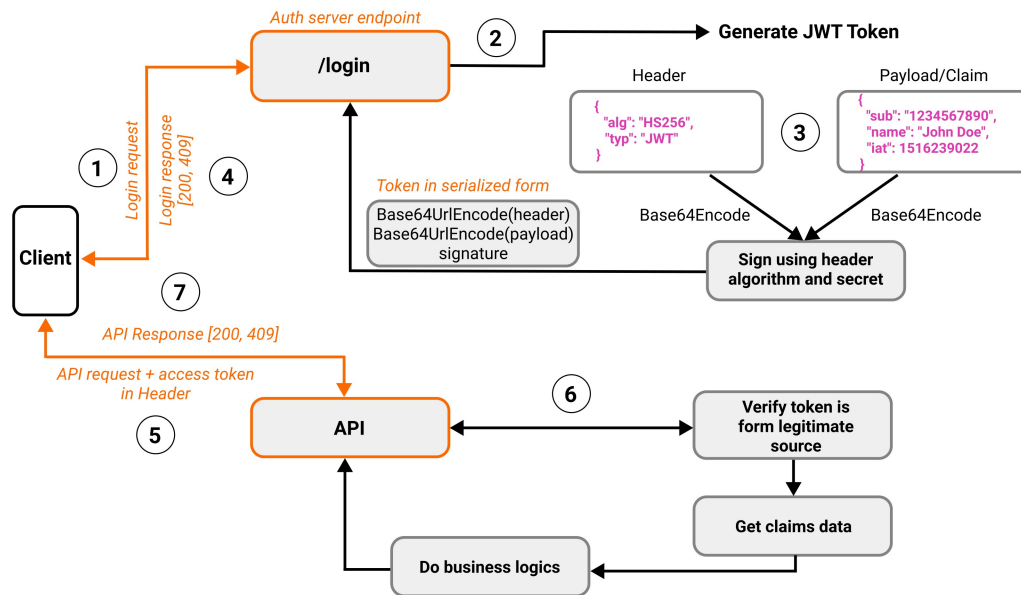 Auth server endpoint
/login
2
Generate JWT Token
Header
{
"alg": "HS256",
"typ": "JWT"
}
3
Payload/Claim
{
"sub": "1234567890",
"name": "John Doe",
"iat": 1516239022
}
1
Login request
Login response
[200, 409]
4
Token in serialized form
Base64UrlEncode(header)
Base64UrlEncode(payload)
signature
Base64Encode
Base64Encode
Sign using header
algorithm and secret
Client
7
API Response [200, 409]
API request + access token
in Header
5
API
6
Verify token is
form legitimate
source
Get claims data
Do business logics